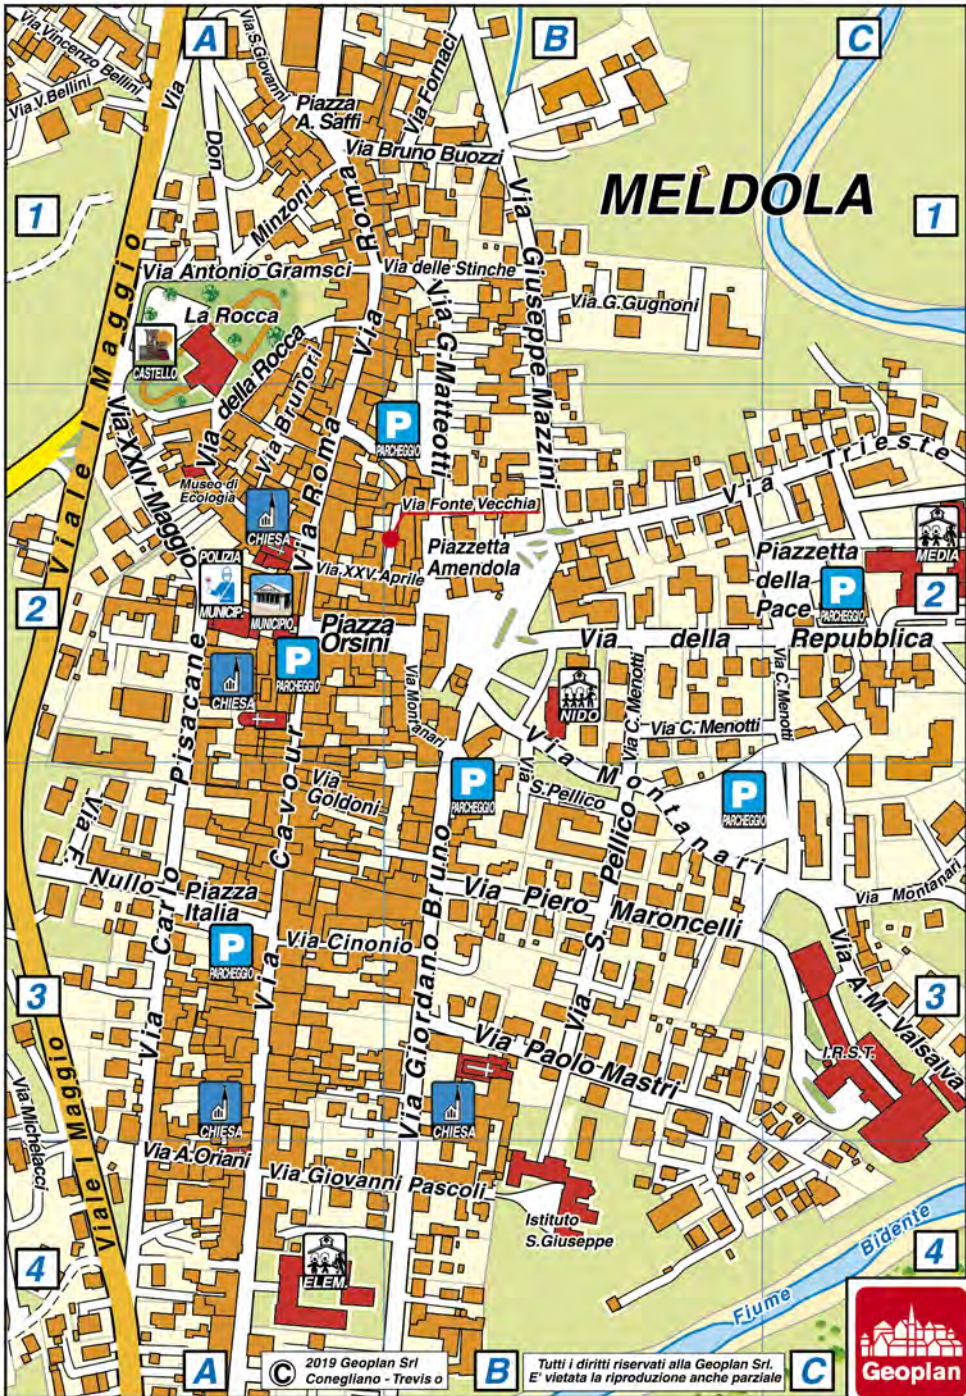 A
B
C
Via Vincenzo Bellini
Via V. Bellini
Via S.Giovanni
Via
Don
Minzoni
Piazza
A. Saffi
Via Fornaci
Via Bruno Buozzi
MELDOLA
1
1
Via Antonio Gramsci
Via Roma
Via delle Stinche
Via Giuseppe Mazzini
Via G.Gugnoni
La Rocca
CASTELLO
Via della Rocca
Via Brunori
Via G.Matteotti
Viale I Maggio
Via XXIV Maggio
P
PARCHEGGIO
Via Roma
Museo di
Ecologia
CHIESA
Via Fonte Vecchia
Via Trieste
Piazzetta
Amendola
Via XXV Aprile
POLIZIA
MUNICIP.
MUNICIPIO
MEDIA
Piazzetta
della
Pace
P
PARCHEGGIO
2
2
Piazza
Orsini
P
PARCHEGGIO
CHIESA
Via della Repubblica
Via Montanari
NIDO
Via C. Menotti
Via C. Menotti
Via C. Menotti
Via Carlo Pisacane
Via Cavour
Via
Goldoni
P
PARCHEGGIO
Via
S.Pellico
Via Montanari
P
PARCHEGGIO
Via F.
Nullo
Piazza
Italia
P
PARCHEGGIO
Via Cinonio
Via Giordano Bruno
Via Piero Maroncelli
Via S. Pellico
Via Montanari
Via A.M. Valsalva
3
3
I.R.S.T.
Via Paolo Mastri
Viale I Maggio
Via Michelacci
CHIESA
CHIESA
Via A.Oriani
Via Giovanni Pascoli
Istituto
S.Giuseppe
ELEM.
4
4
Fiume Bidente
A
B
C
© 2019 Geoplan Srl
Conegliano - Treviso
Tutti i diritti riservati alla Geoplan Srl.
E' vietata la riproduzione anche parziale
Geoplan